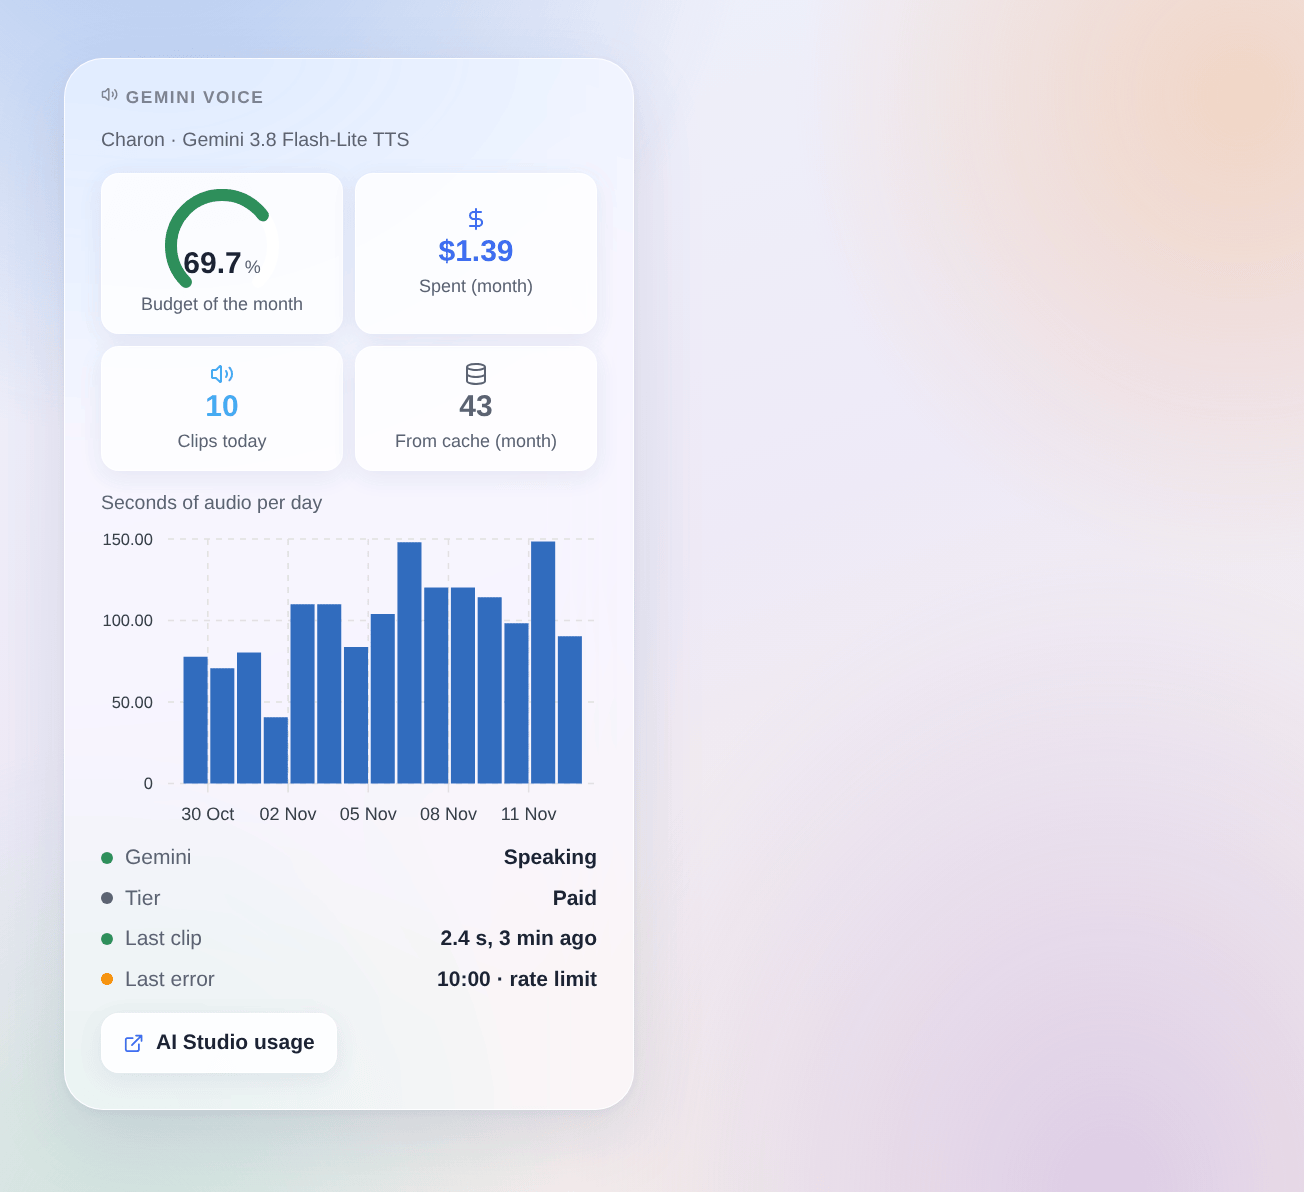 GEMINI VOICE
Charon · Gemini 3.8 Flash-Lite TTS
69.7 %
Budget of the month
$1.39
Spent (month)
10
Clips today
43
From cache (month)
Seconds of audio per day
150.00
100.00
50.00
0
30 Oct 02 Nov 05 Nov 08 Nov 11 Nov
Gemini Speaking
Tier Paid
Last clip 2.4 s, 3 min ago
Last error 10:00 · rate limit
AI Studio usage